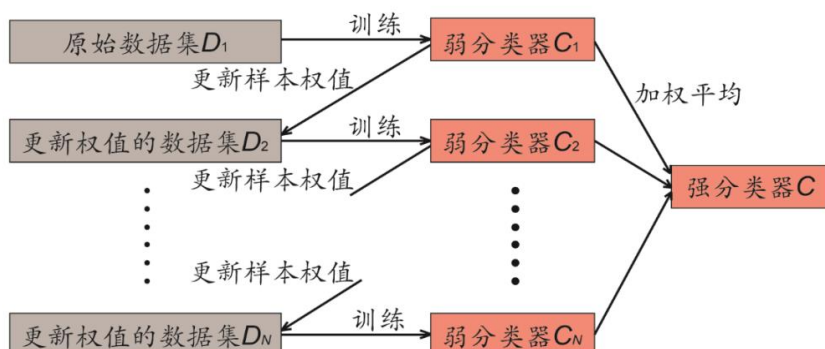 原始数据集D₁
训练
弱分类器C₁
更新样本权值
加权平均
更新权值的数据集D₂
训练
弱分类器C₂
更新样本权值
强分类器C
更新样本权值
更新权值的数据集Dₙ
训练
弱分类器Cₙ